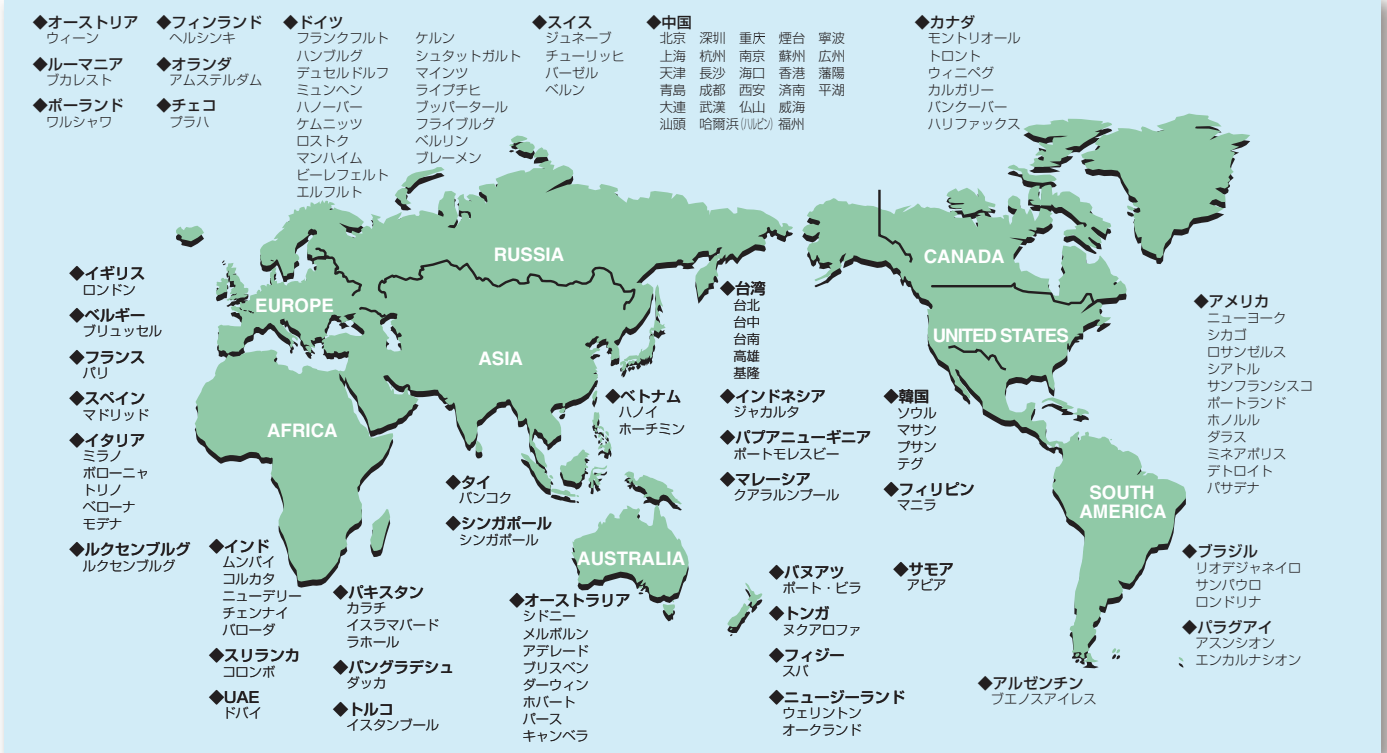 ◆オーストリア
ウィーン
◆ルーマニア
ブカレスト
◆ポーランド
ワルシャワ
◆フィンランド
ヘルシンキ
◆オランダ
アムステルダム
◆チェコ
プラハ
◆ドイツ
フランクフルト
ハンブルグ
デュセルドルフ
ミュンヘン
ハノーバー
ケムニッツ
ロストク
マンハイム
ビーレフェルト
エルフルト
ケルン
シュタットガルト
マインツ
ライプチヒ
ブッパータール
フライブルグ
ベルリン
ブレーメン
◆スイス
ジュネーブ
チューリッヒ
バーゼル
ベルン
◆中国
北京 深圳 重庆 煙台 寧波
上海 杭州 南京 蘇州 広州
天津 長沙 海口 香港 藩陽
青島 成都 西安 済南 平湖
大連 武漢 仏山 威海
汕頭 哈爾浜(ハルビン) 福州
◆カナダ
モントリオール
トロント
ウィニペグ
カルガリー
バンクーバー
ハリファックス
RUSSIA
CANADA
EUROPE
ASIA
UNITED STATES
AFRICA
SOUTH
AMERICA
AUSTRALIA
◆イギリス
ロンドン
◆ベルギー
ブリュッセル
◆フランス
パリ
◆スペイン
マドリッド
◆イタリア
ミラノ
ボローニャ
トリノ
ベローナ
モデナ
◆ルクセンブルグ
ルクセンブルグ
◆インド
ムンバイ
コルカタ
ニューデリー
チェンナイ
バローダ
◆スリランカ
コロンボ
◆UAE
ドバイ
◆パキスタン
カラチ
イスラマバード
ラホール
◆バングラデシュ
ダッカ
◆トルコ
イスタンブール
◆タイ
バンコク
◆シンガポール
シンガポール
◆オーストラリア
シドニー
メルボルン
アデレード
ブリスベン
ダーウィン
ホバート
パース
キャンベラ
◆ベトナム
ハノイ
ホーチミン
◆台湾
台北
台中
台南
高雄
基隆
◆インドネシア
ジャカルタ
◆パプアニューギニア
ポートモレスビー
◆マレーシア
クアラルンプール
◆韓国
ソウル
マサン
プサン
テグ
◆フィリピン
マニラ
◆バヌアツ
ポート・ビラ
◆トンガ
ヌクアロファ
◆フィジー
スバ
◆ニュージーランド
ウェリントン
オークランド
◆サモア
アピア
◆アメリカ
ニューヨーク
シカゴ
ロサンゼルス
シアトル
サンフランシスコ
ポートランド
ホノルル
ダラス
ミネアポリス
デトロイト
パサデナ
◆ブラジル
リオデジャネイロ
サンパウロ
ロンドリナ
◆パラグアイ
アスンシオン
エンカルナシオン
◆アルゼンチン
ブエノスアイレス